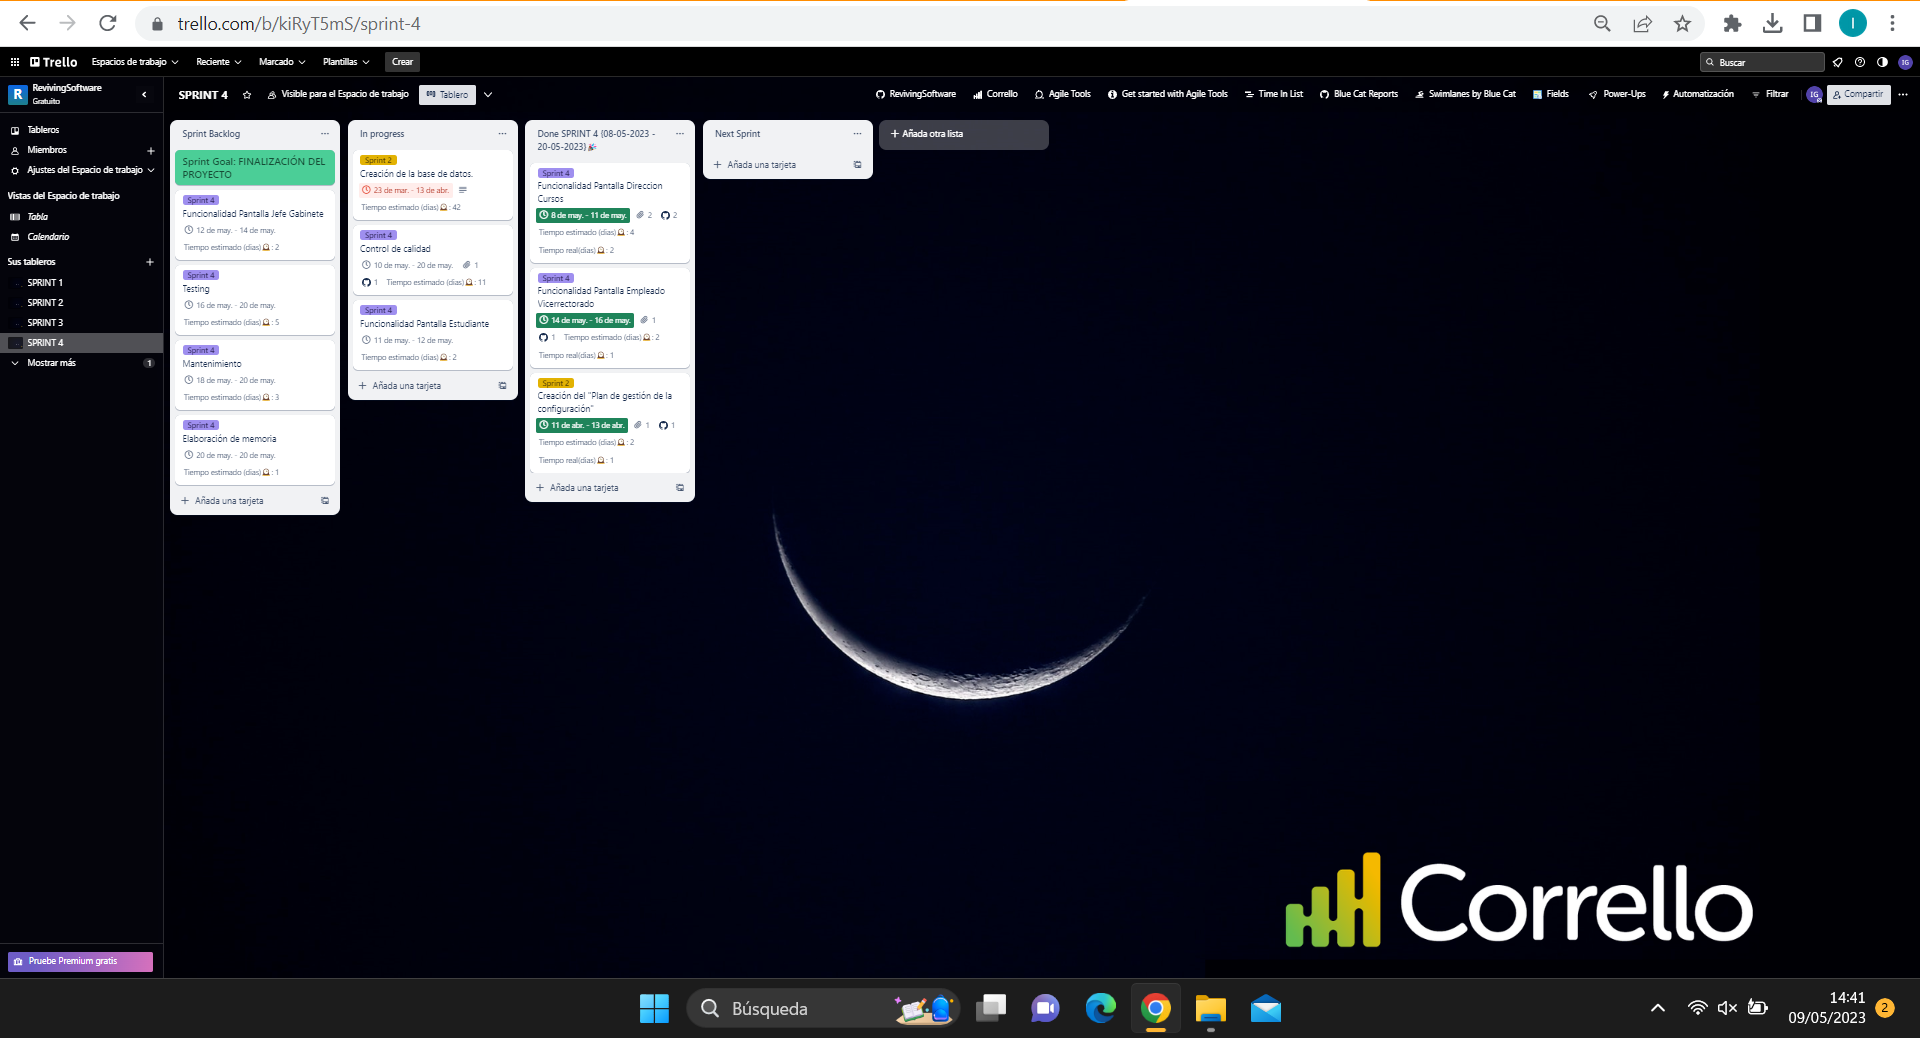 trello.com/b/kiRyT5mS/sprint-4
I
Trello
Espacios de trabajo
Reciente
Marcado
Plantillas
Crear
Buscar
IG
R
RevivingSoftware
Gratuito
SPRINT 4
Visible para el Espacio de trabajo
Tablero
RevivingSoftware
Corrello
Agile Tools
Get started with Agile Tools
Time In List
Blue Cat Reports
Swimlanes by Blue Cat
Fields
Power-Ups
Automatización
Filtrar
IG
Compartir
Tableros
Miembros
Ajustes del Espacio de trabajo
Vistas del Espacio de trabajo
Tabla
Calendario
Sus tableros
SPRINT 1
SPRINT 2
SPRINT 3
SPRINT 4
Mostrar más
1
Pruebe Premium gratis
Sprint Backlog
Sprint Goal: FINALIZACIÓN DEL
PROYECTO
Sprint 4
Funcionalidad Pantalla Jefe Gabinete
12 de may. - 14 de may.
Tiempo estimado (dias) : 2
Sprint 4
Testing
16 de may. - 20 de may.
Tiempo estimado (dias) : 5
Sprint 4
Mantenimiento
18 de may. - 20 de may.
Tiempo estimado (dias) : 3
Sprint 4
Elaboración de memoria
20 de may. - 20 de may.
Tiempo estimado (dias) : 1
Añada una tarjeta
In progress
Sprint 2
Creación de la base de datos.
23 de mar. - 13 de abr.
Tiempo estimado (dias) : 42
Sprint 4
Control de calidad
10 de may. - 20 de may. 1
1 Tiempo estimado (dias) : 11
Sprint 4
Funcionalidad Pantalla Estudiante
11 de may. - 12 de may.
Tiempo estimado (dias) : 2
Añada una tarjeta
Done SPRINT 4 (08-05-2023 -
20-05-2023)🎉
Sprint 4
Funcionalidad Pantalla Direccion
Cursos
8 de may. - 11 de may. 2 2
Tiempo estimado (dias) : 4
Tiempo real(dias) : 2
Sprint 4
Funcionalidad Pantalla Empleado
Vicerrectorado
14 de may. - 16 de may. 1
1 Tiempo estimado (dias) : 2
Tiempo real(dias) : 1
Sprint 2
Creación del "Plan de gestión de la
configuración"
11 de abr. - 13 de abr. 1 1
Tiempo estimado (dias) : 2
Tiempo real(dias) : 1
Añada una tarjeta
Next Sprint
Añada una tarjeta
Añada otra lista
Corrello
Búsqueda
14:41
09/05/2023
2